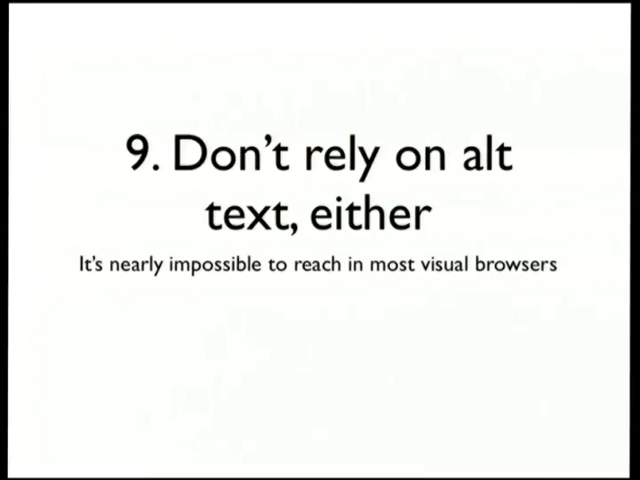 9. Don't rely on alt
text, either
It's nearly impossible to reach in most visual browsers